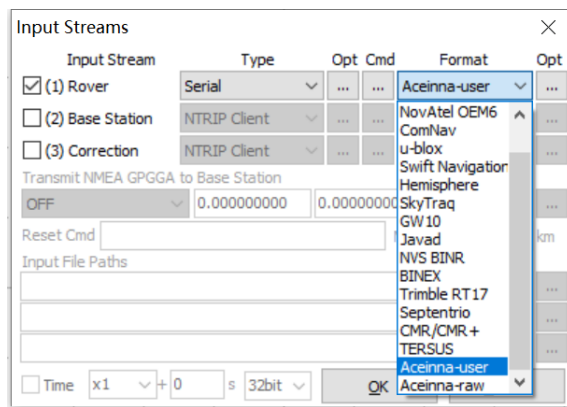 Input Streams
Input Stream Type Opt Cmd Format Opt
(1) Rover Serial ... ... Aceinna-user ...
(2) Base Station NTRIP Client ... ...
(3) Correction NTRIP Client ... ...
Transmit NMEA GPGGA to Base Station
OFF 0.000000000 0.00000000 ...
Reset Cmd km
Input File Paths
...
...
...
Time x1 + 0 s 32bit OK
NovAtel OEM6
ComNav
u-blox
Swift Navigation
Hemisphere
SkyTraq
GW10
Javad
NVS BINR
BINEX
Trimble RT17
Septentrio
CMR/CMR+
TERSUS
Aceinna-user
Aceinna-raw